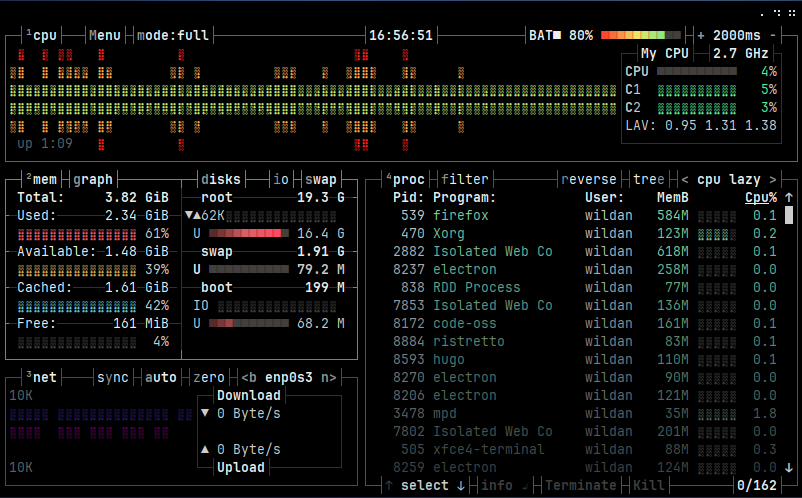 ¹cpu Menu mode:full 16:56:51 BAT■ 80% + 2000ms -
My CPU 2.7 GHz
CPU 4%
C1 5%
C2 3%
LAV: 0.95 1.31 1.38
up 1:09
²mem graph disks io swap
Total: 3.82 GiB
Used: 2.34 GiB
61%
Available: 1.48 GiB
39%
Cached: 1.61 GiB
42%
Free: 161 MiB
4%
root 19.3 G
▼▲62K
U 16.4 G
swap 1.91 G
U 79.2 M
boot 199 M
IO
U 68.2 M
³net sync auto zero <b enp0s3 n>
10K
Download
▼ 0 Byte/s
▲ 0 Byte/s
Upload
10K
⁴proc filter reverse tree < cpu lazy >
Pid: Program: User: MemB Cpu% ↑
539 firefox wildan 584M 0.1
470 Xorg wildan 123M 0.2
2882 Isolated Web Co wildan 618M 0.1
8237 electron wildan 258M 0.0
838 RDD Process wildan 77M 0.0
7853 Isolated Web Co wildan 136M 0.0
8172 code-oss wildan 161M 0.1
8884 ristretto wildan 83M 0.1
8593 hugo wildan 110M 0.1
8270 electron wildan 90M 0.0
8206 electron wildan 121M 0.0
3478 mpd wildan 35M 1.8
7802 Isolated Web Co wildan 201M 0.0
505 xfce4-terminal wildan 88M 0.3
8259 electron wildan 124M 0.0 ↓
↑ select ↓ info ↲ Terminate Kill 0/162